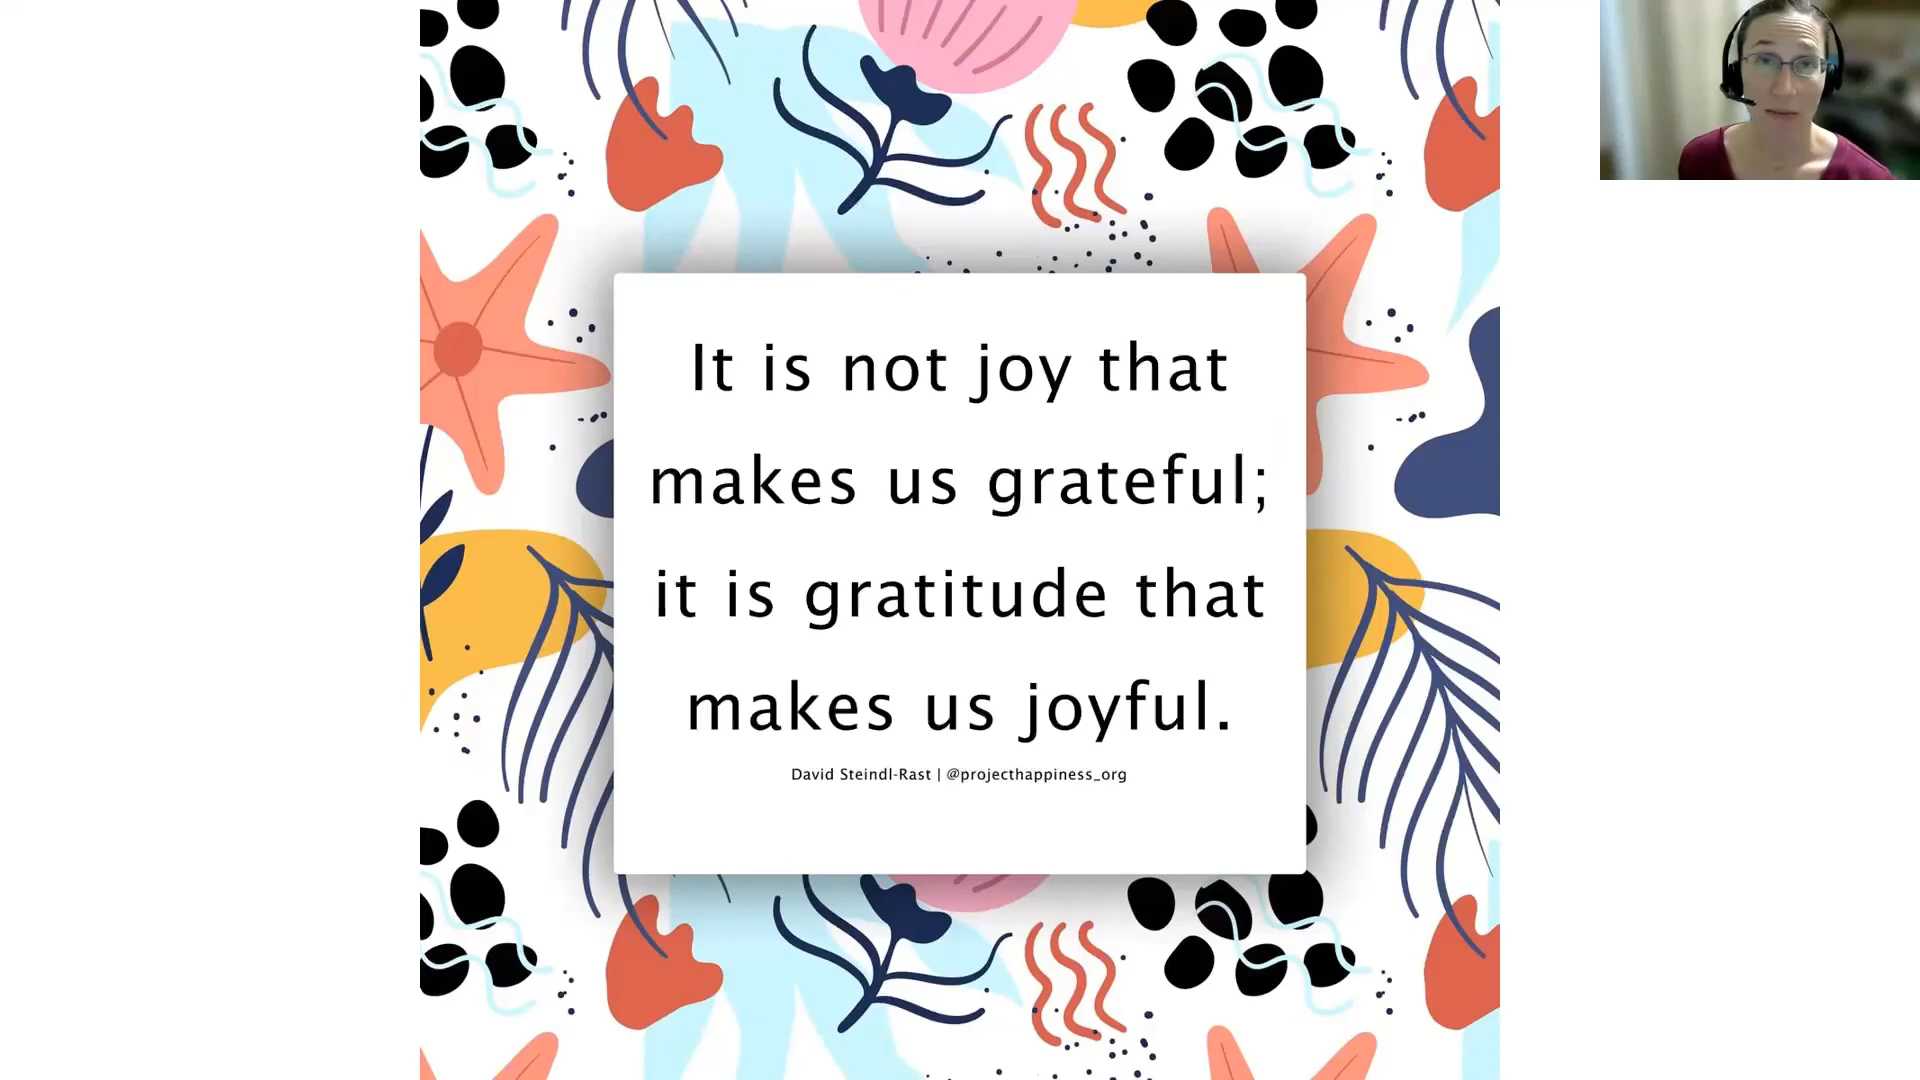 It is not joy that
makes us grateful;
it is gratitude that
makes us joyful.
David Steindl-Rast | @projecthappiness_org